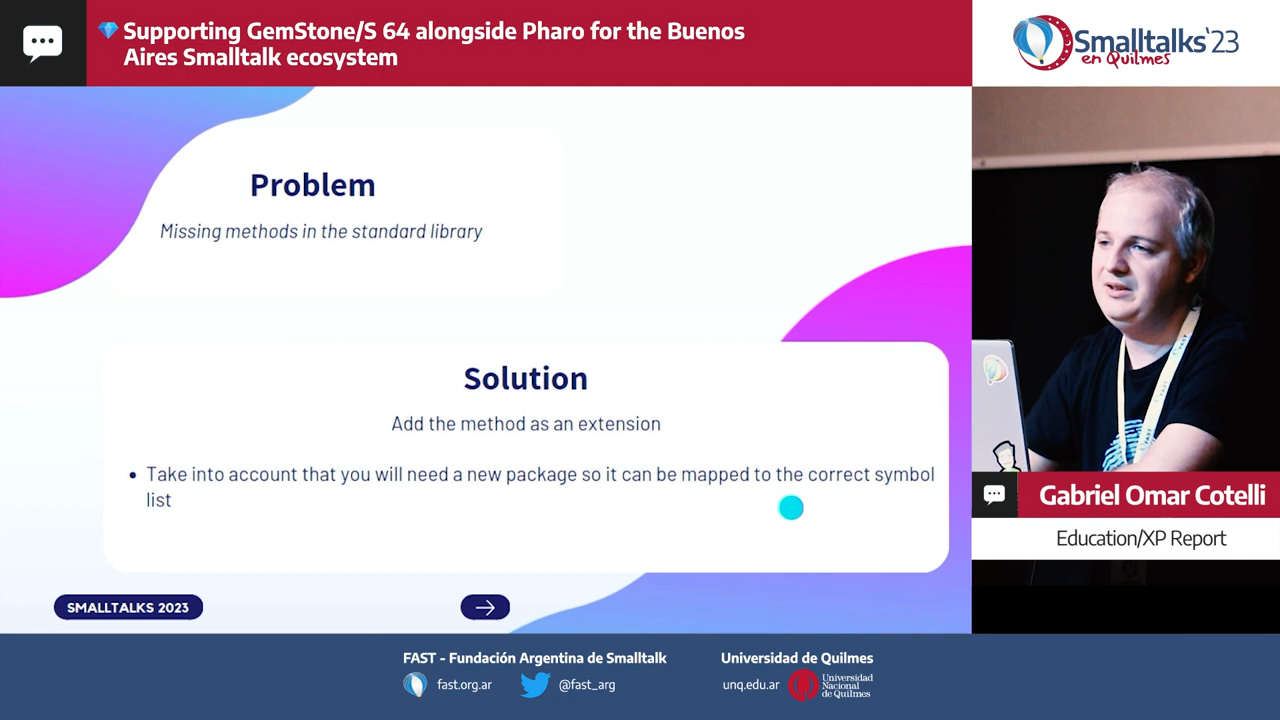 Supporting GemStone/S 64 alongside Pharo for the Buenos
Aires Smalltalk ecosystem
Smalltalks'23
en Quilmes
Problem
Missing methods in the standard library
Solution
Add the method as an extension
• Take into account that you will need a new package so it can be mapped to the correct symbol
list
SMALLTALKS 2023
Gabriel Omar Cotelli
Education/XP Report
FAST - Fundación Argentina de Smalltalk
fast.org.ar
@fast_arg
Universidad de Quilmes
unq.edu.ar
Universidad
Nacional
de Quilmes